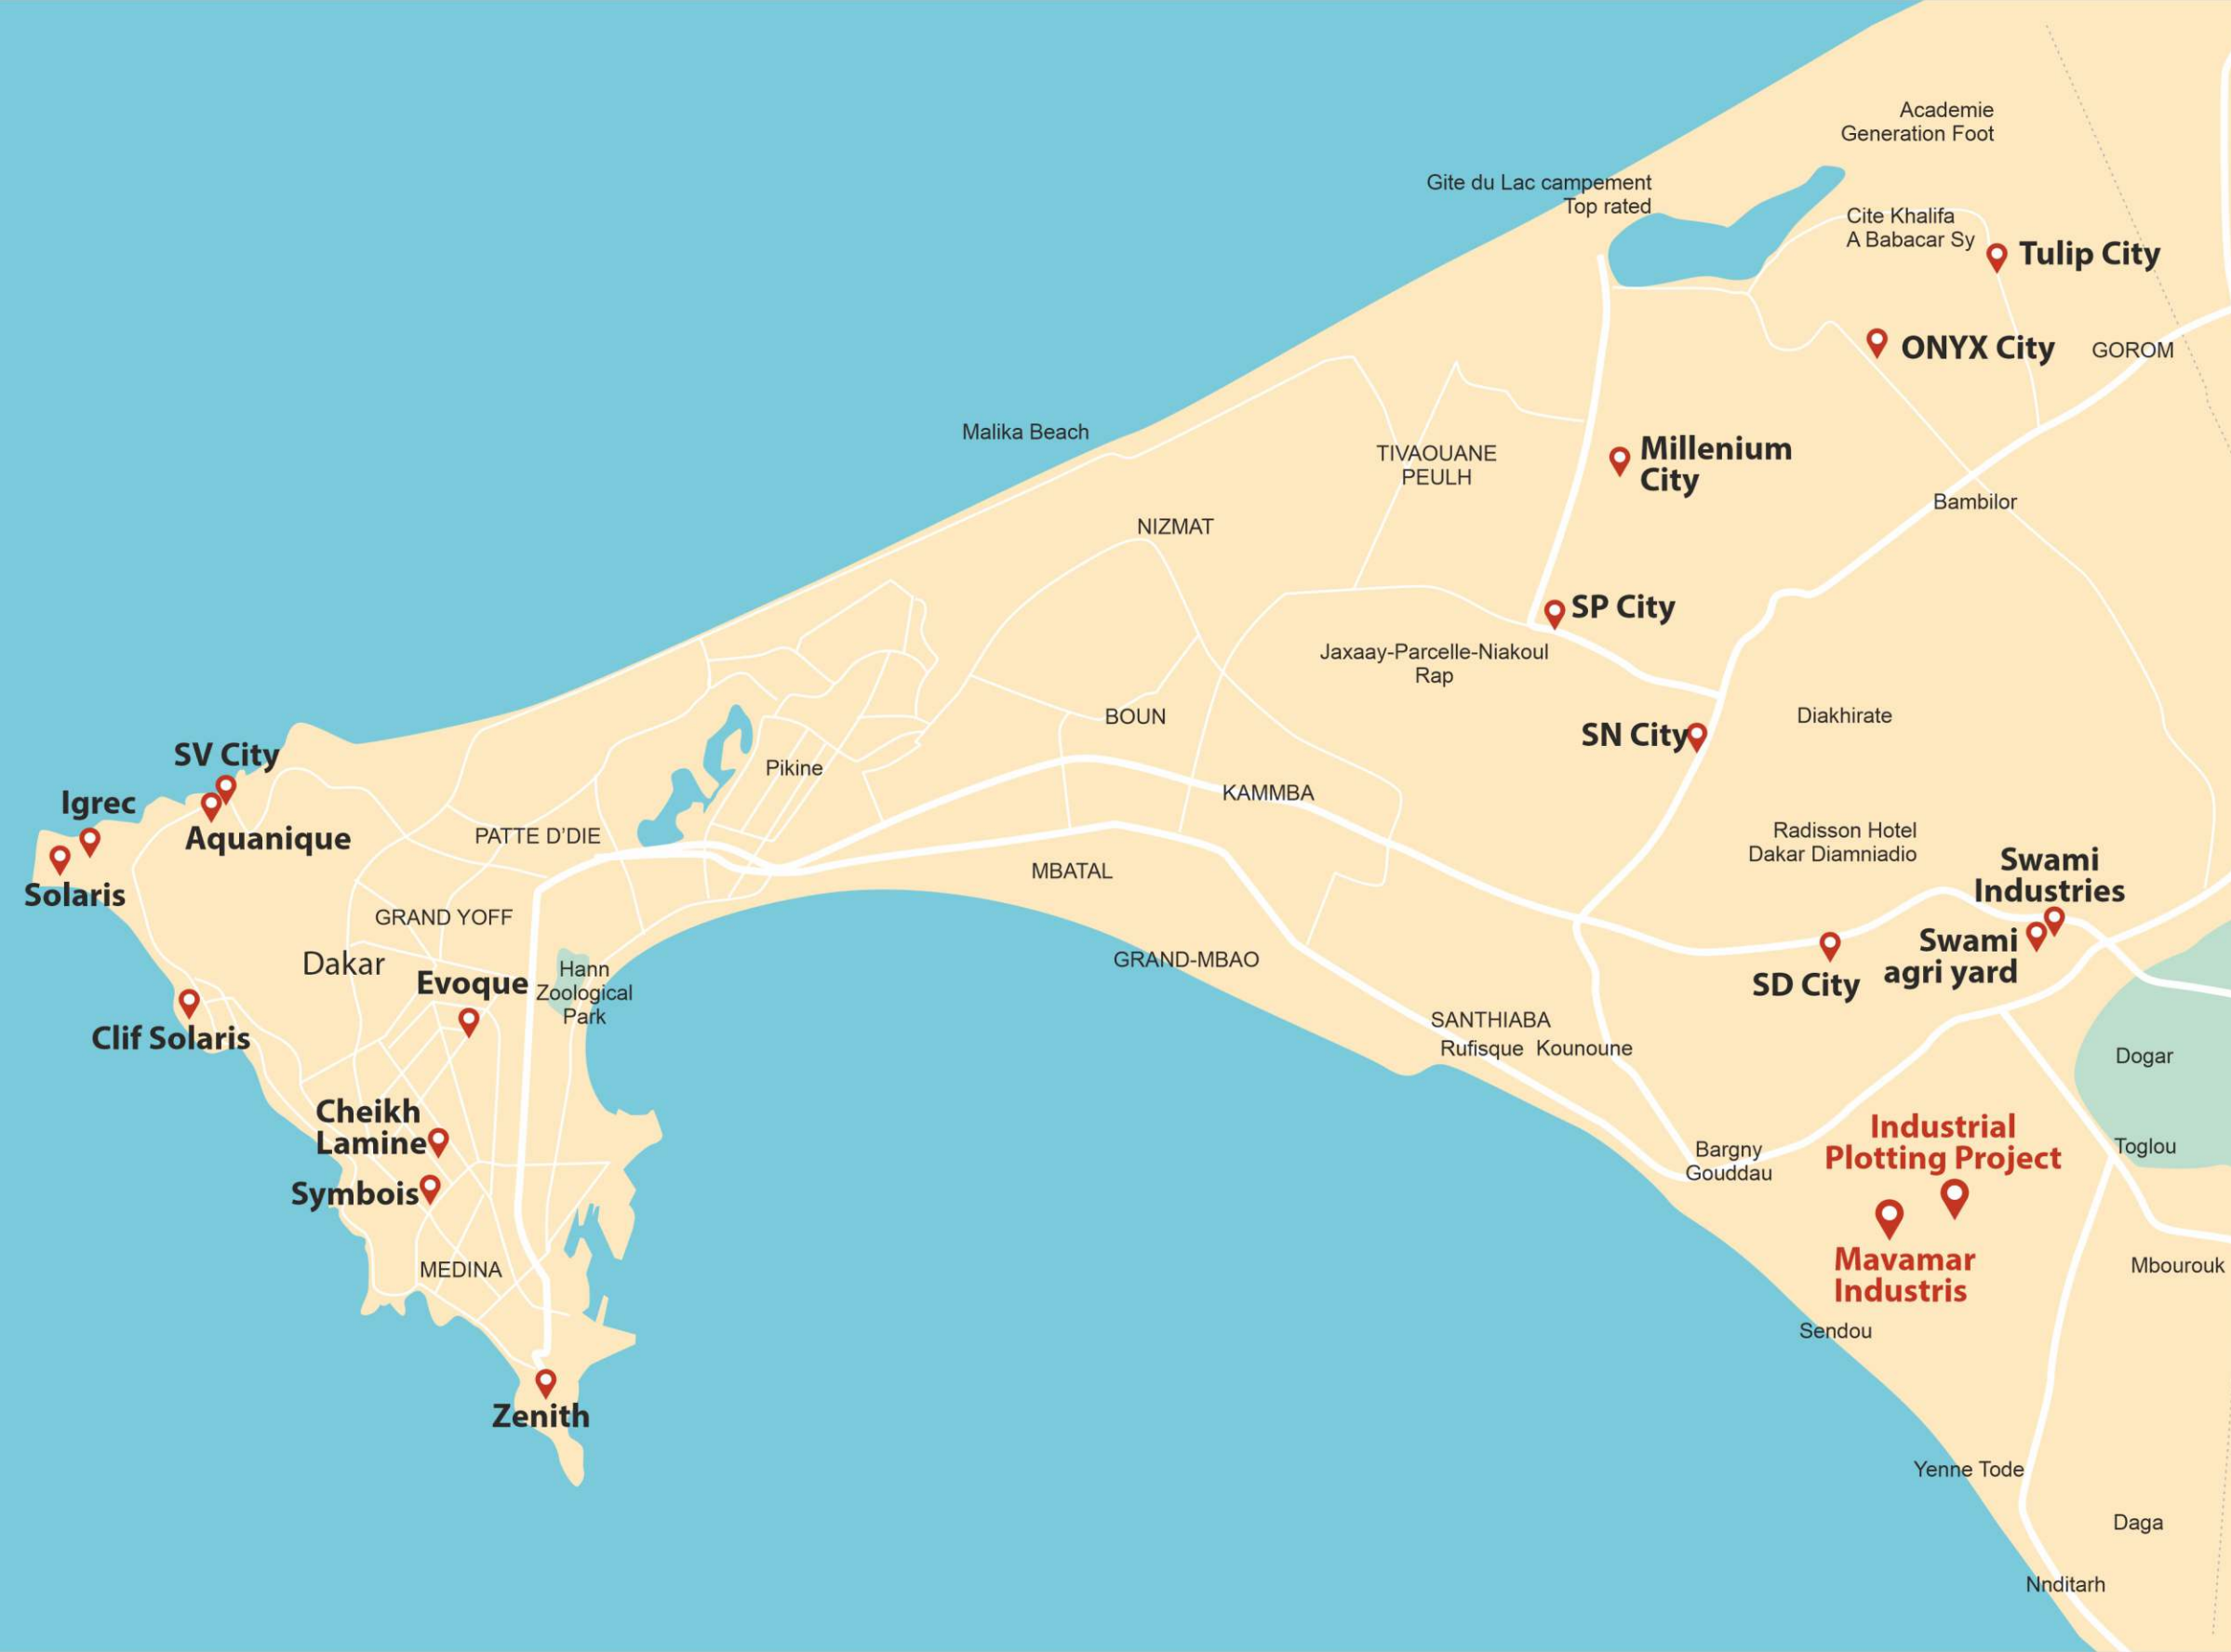 Academie
Generation Foot
Gite du Lac campement
Top rated
Cite Khalifa
A Babacar Sy
Tulip City
ONYX City
GOROM
Malika Beach
TIVAOUANE
PEULH
Millenium
City
Bambilor
NIZMAT
SP City
Jaxaay-Parcelle-Niakoul
Rap
BOUN
SN City
Diakhirate
SV City
Pikine
KAMMBA
Igrec
Aquanique
PATTE D'DIE
Radisson Hotel
Dakar Diamniadio
Swami
Industries
MBATAL
Solaris
GRAND YOFF
Swami
agri yard
Dakar
Evoque
Hann
Zoological
Park
GRAND-MBAO
SD City
Clif Solaris
SANTHIABA
Rufisque Kounoune
Dogar
Cheikh
Lamine
Industrial
Plotting Project
Toglou
Bargny
Gouddau
Symbois
MEDINA
Mavamar
Industris
Mbourouk
Sendou
Zenith
Yenne Tode
Daga
Nnditarh